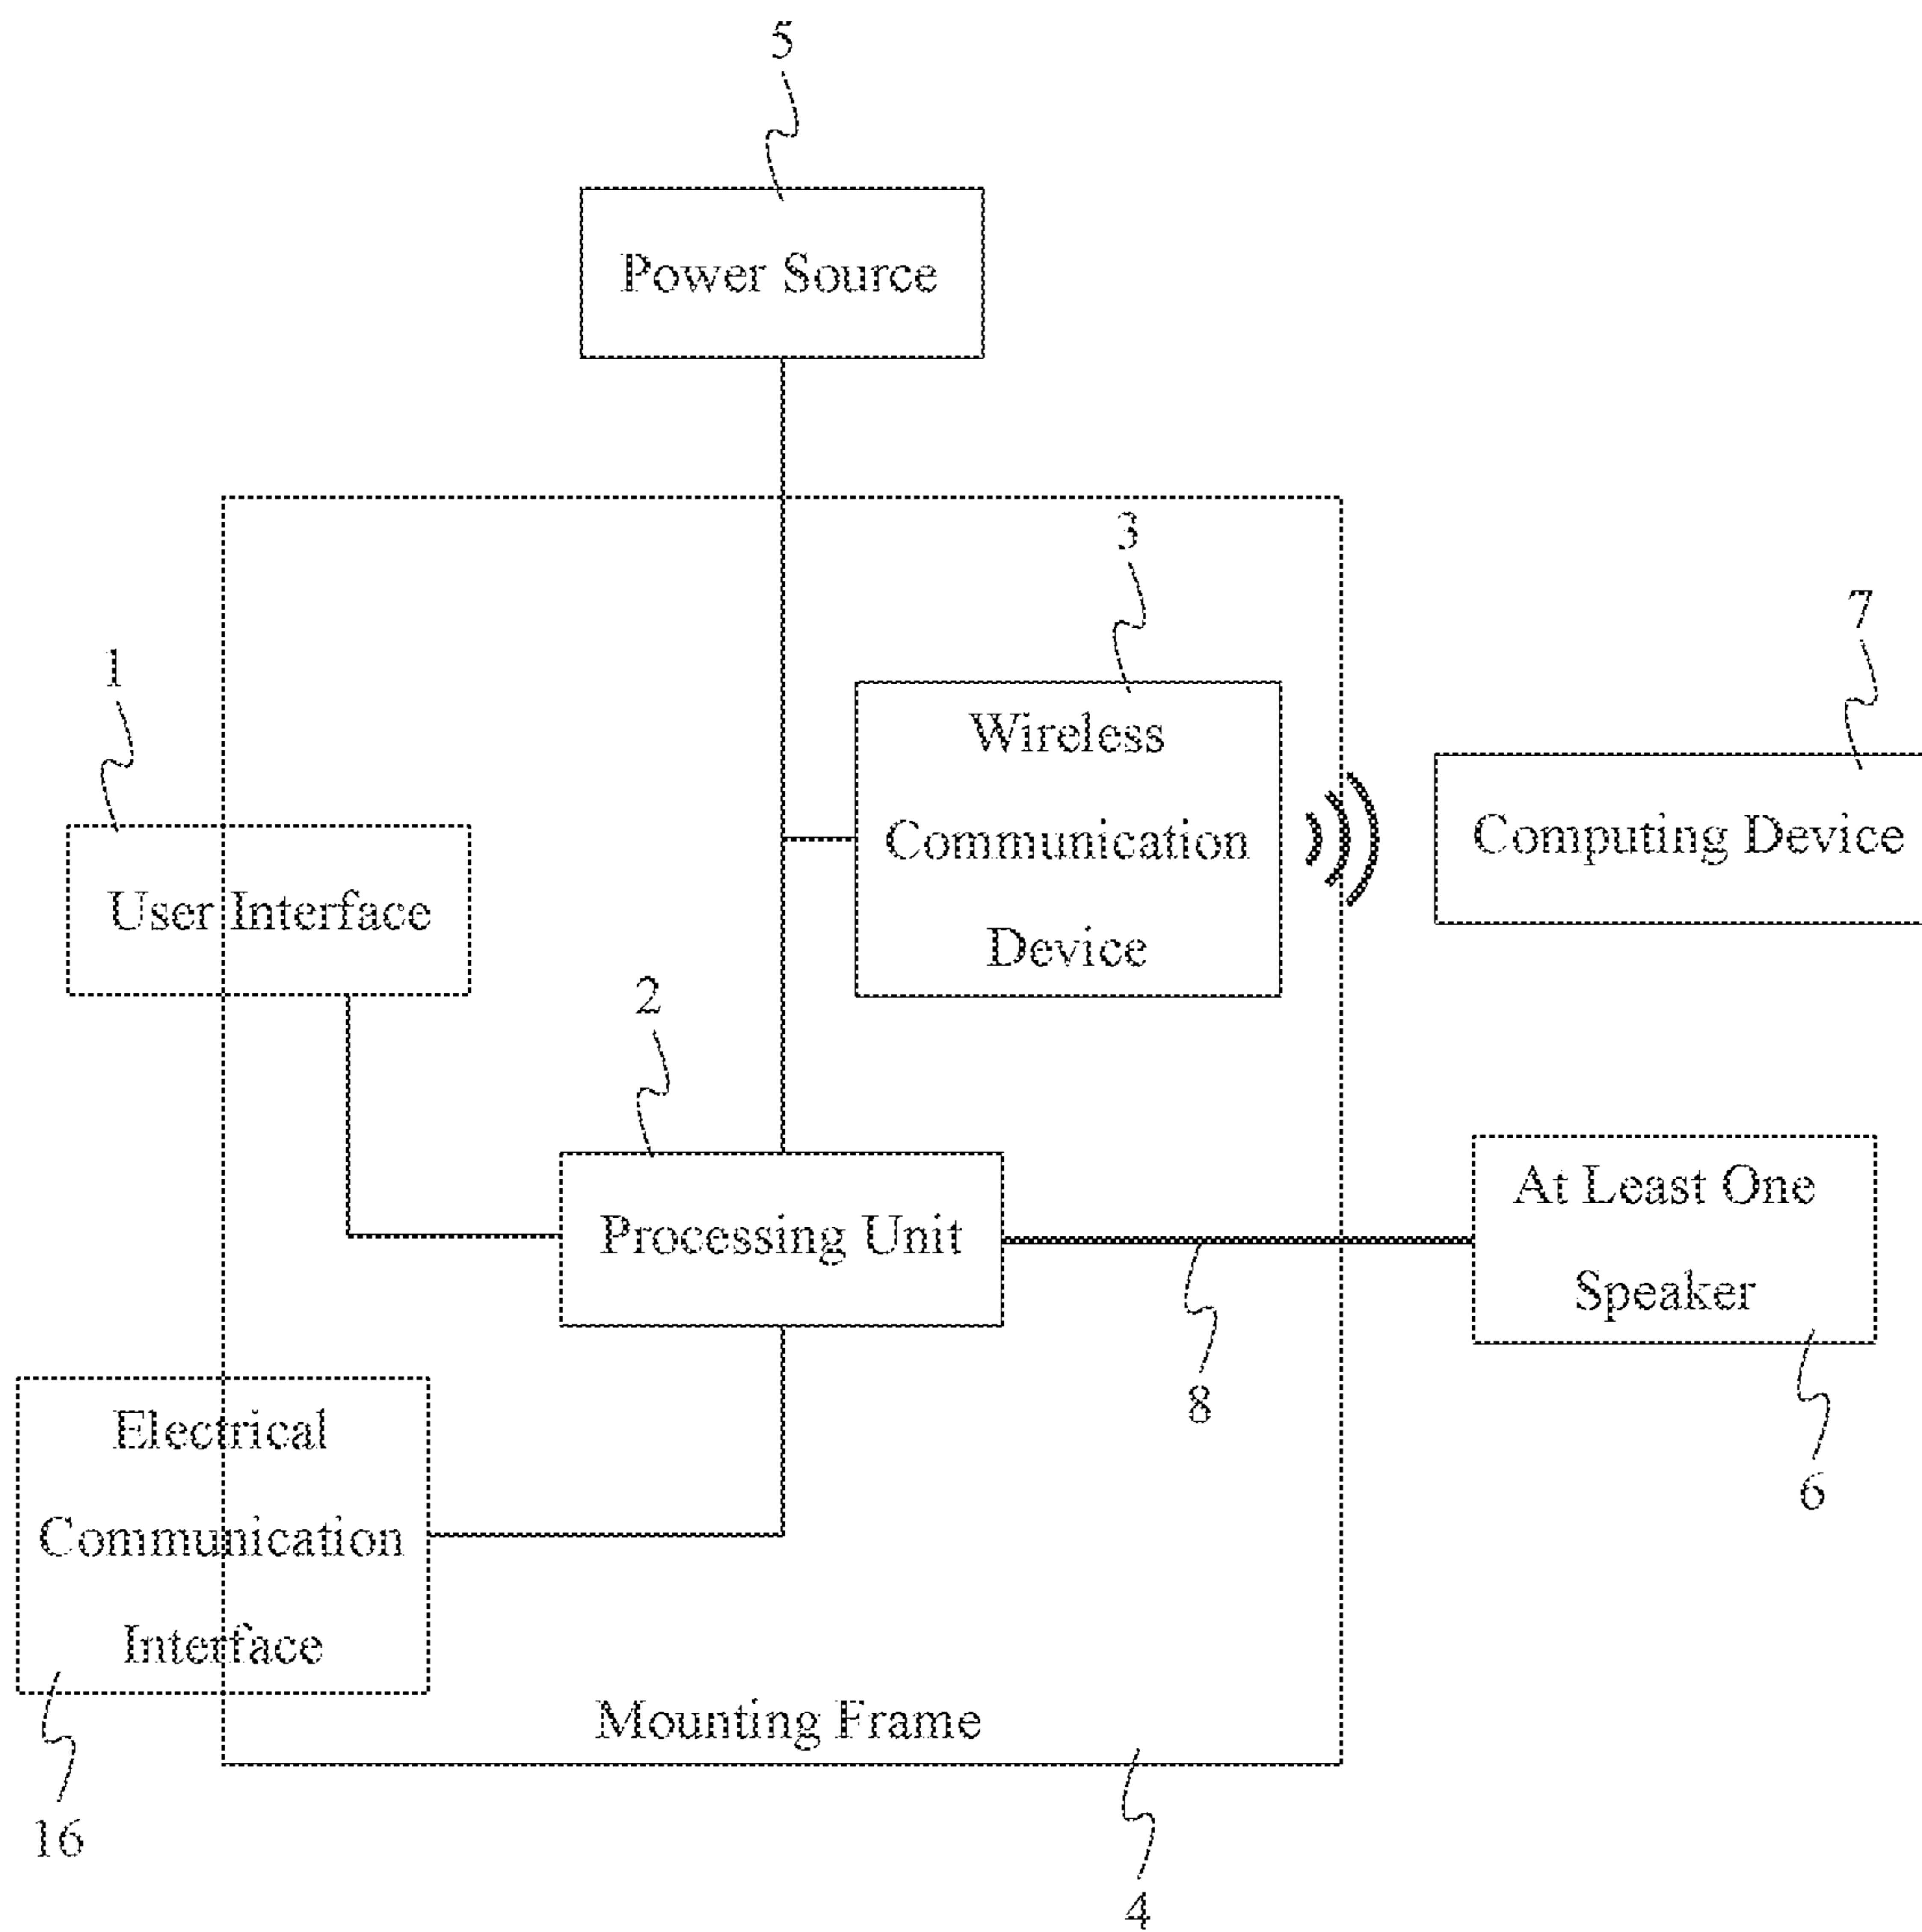 5
Power Source
3
7
1
Wireless
Communication
Device
Computing Device
User Interface
2
Processing Unit
At Least One
Speaker
8
6
Electrical
Communication
Interface
Mounting Frame
16
4